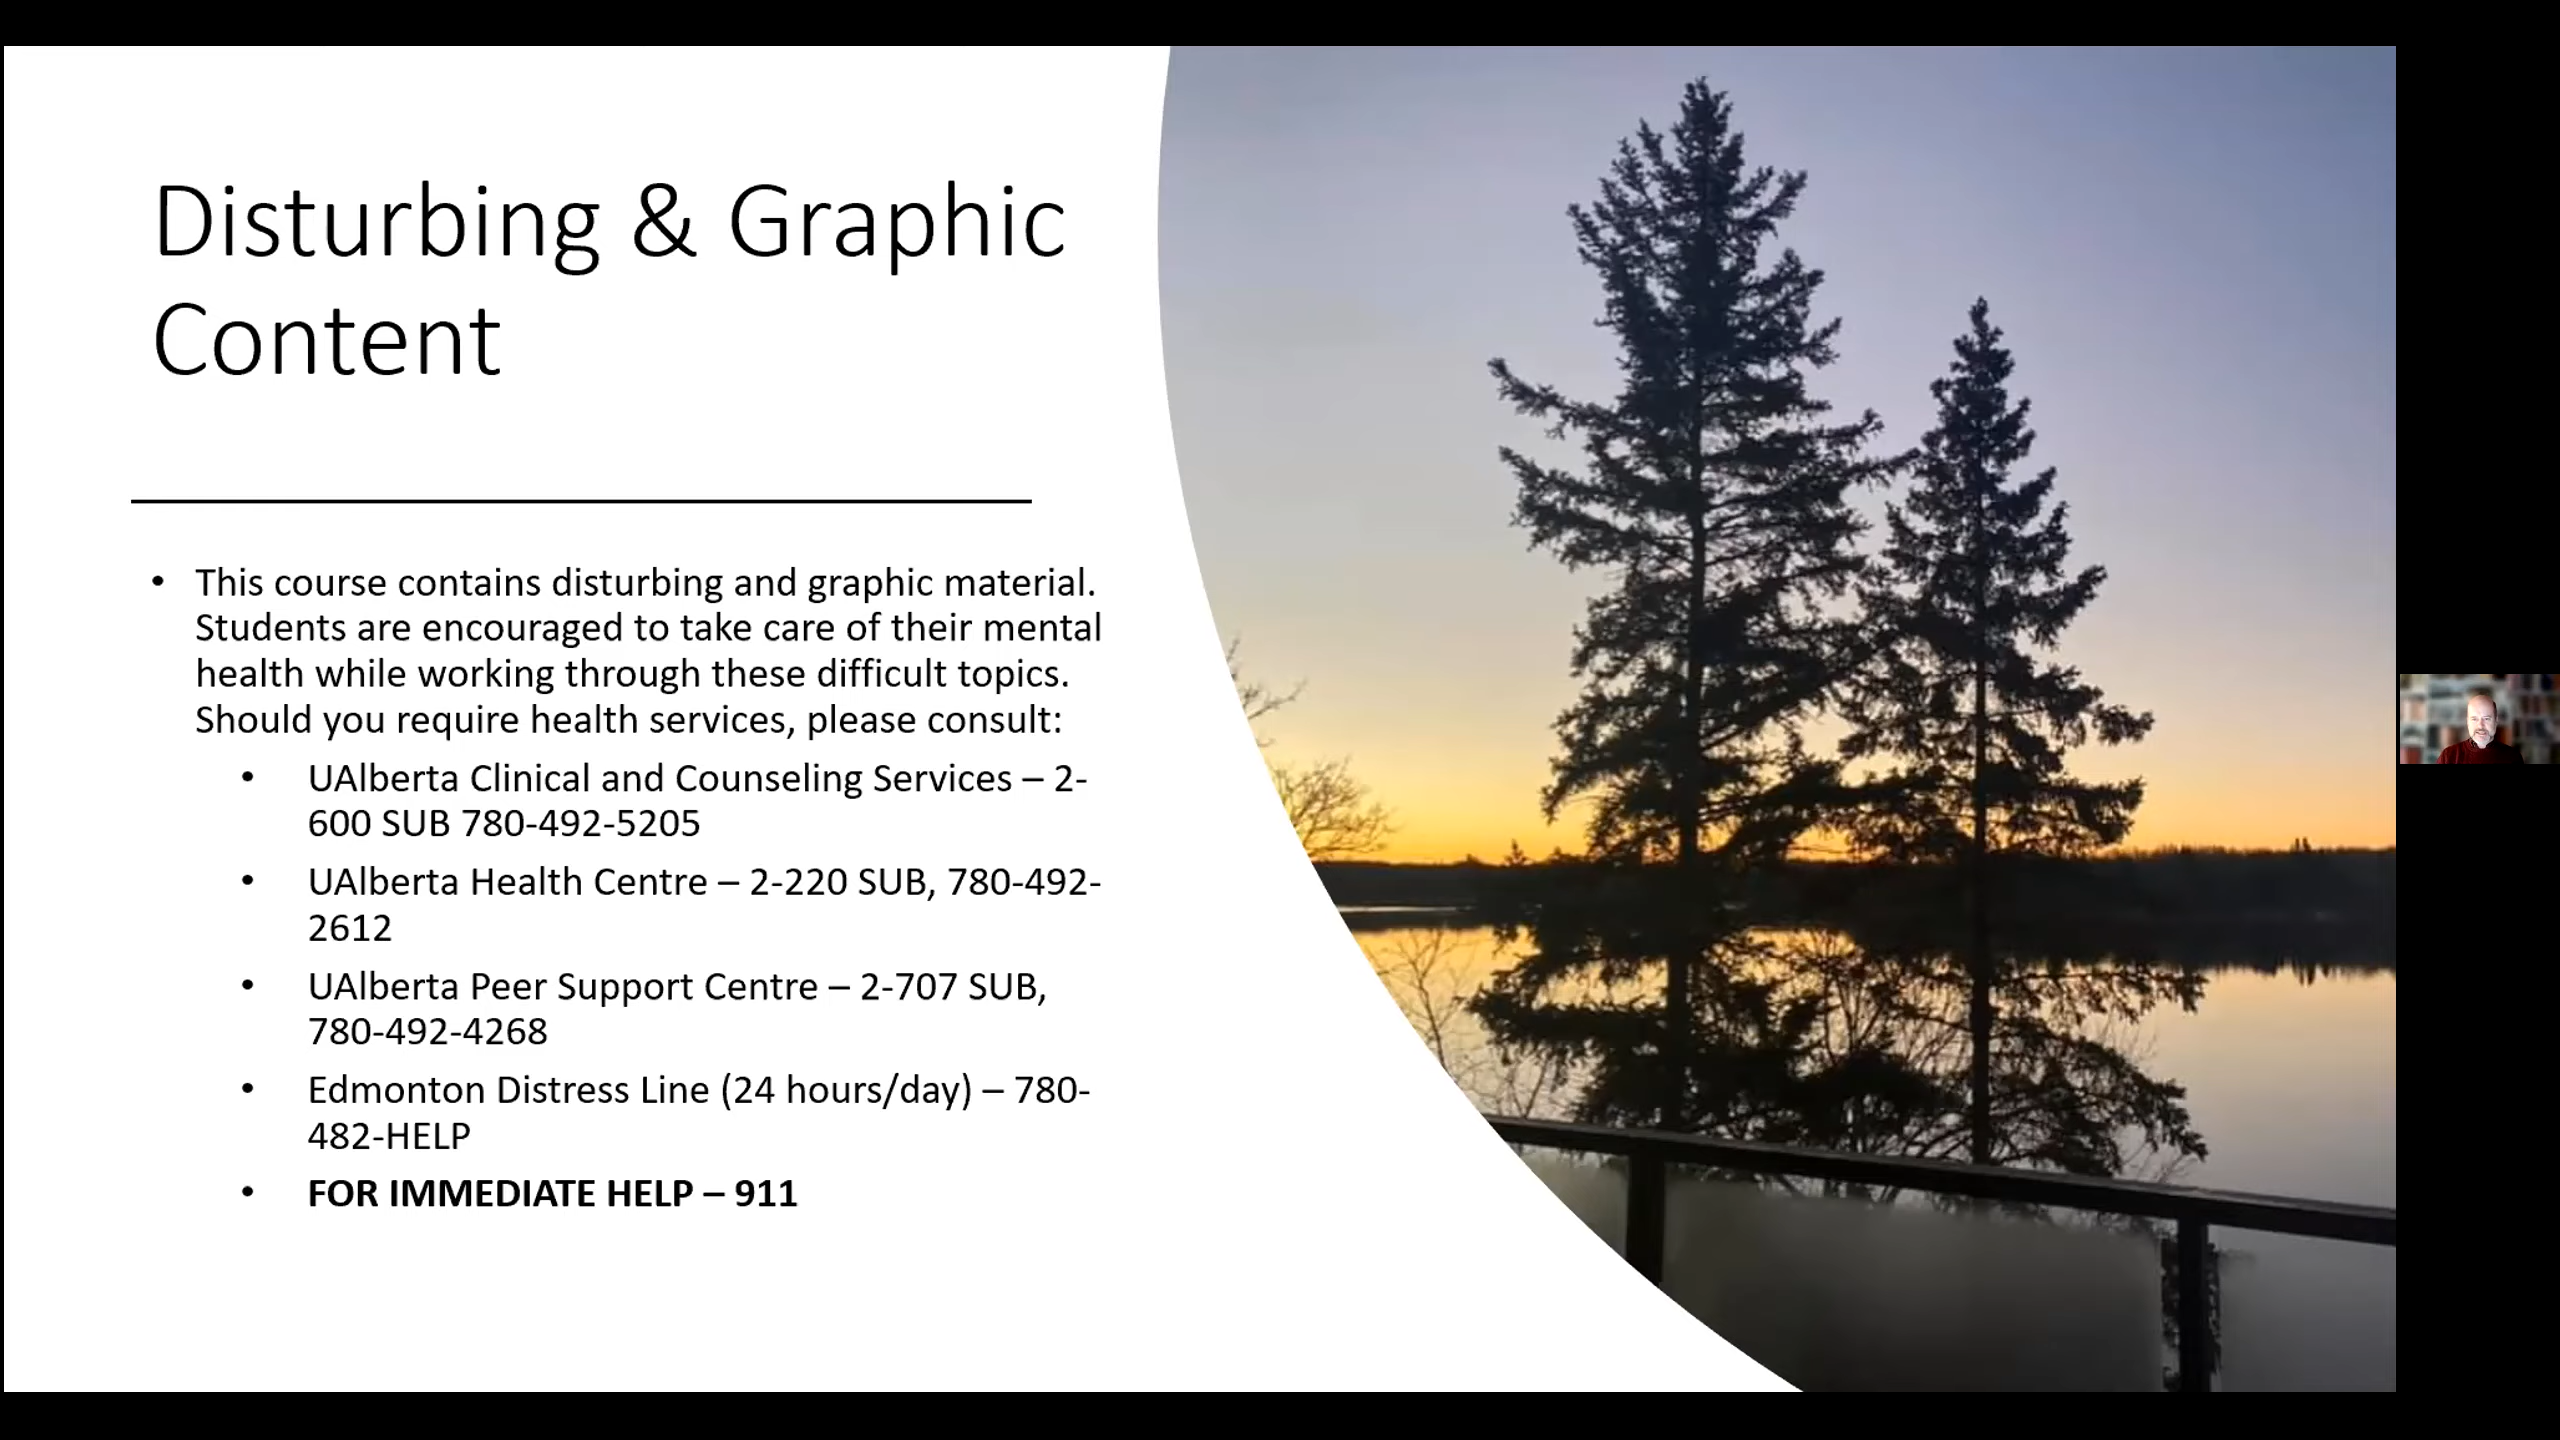 Disturbing & Graphic
Content
• This course contains disturbing and graphic material.
Students are encouraged to take care of their mental
health while working through these difficult topics.
Should you require health services, please consult:
• UAlberta Clinical and Counseling Services – 2-
600 SUB 780-492-5205
• UAlberta Health Centre – 2-220 SUB, 780-492-
2612
• UAlberta Peer Support Centre – 2-707 SUB,
780-492-4268
• Edmonton Distress Line (24 hours/day) – 780-
482-HELP
• FOR IMMEDIATE HELP – 911